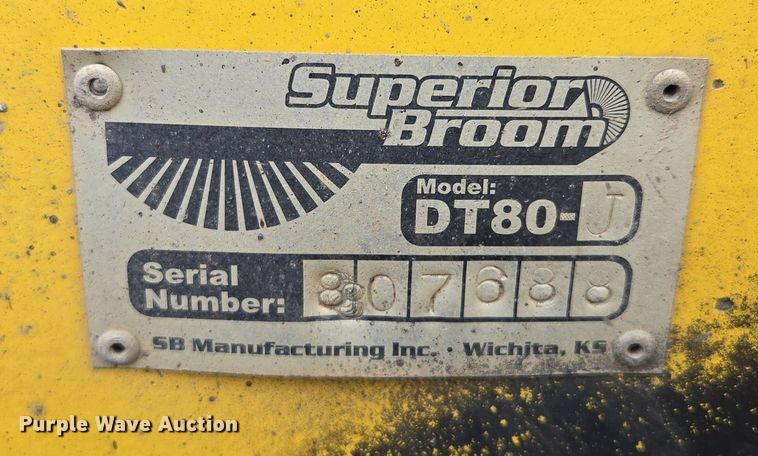 Superior
Broom
Model:
DT80-J
Serial
Number: 807688
SB Manufacturing Inc. · Wichita, KS
Purple Wave Auction